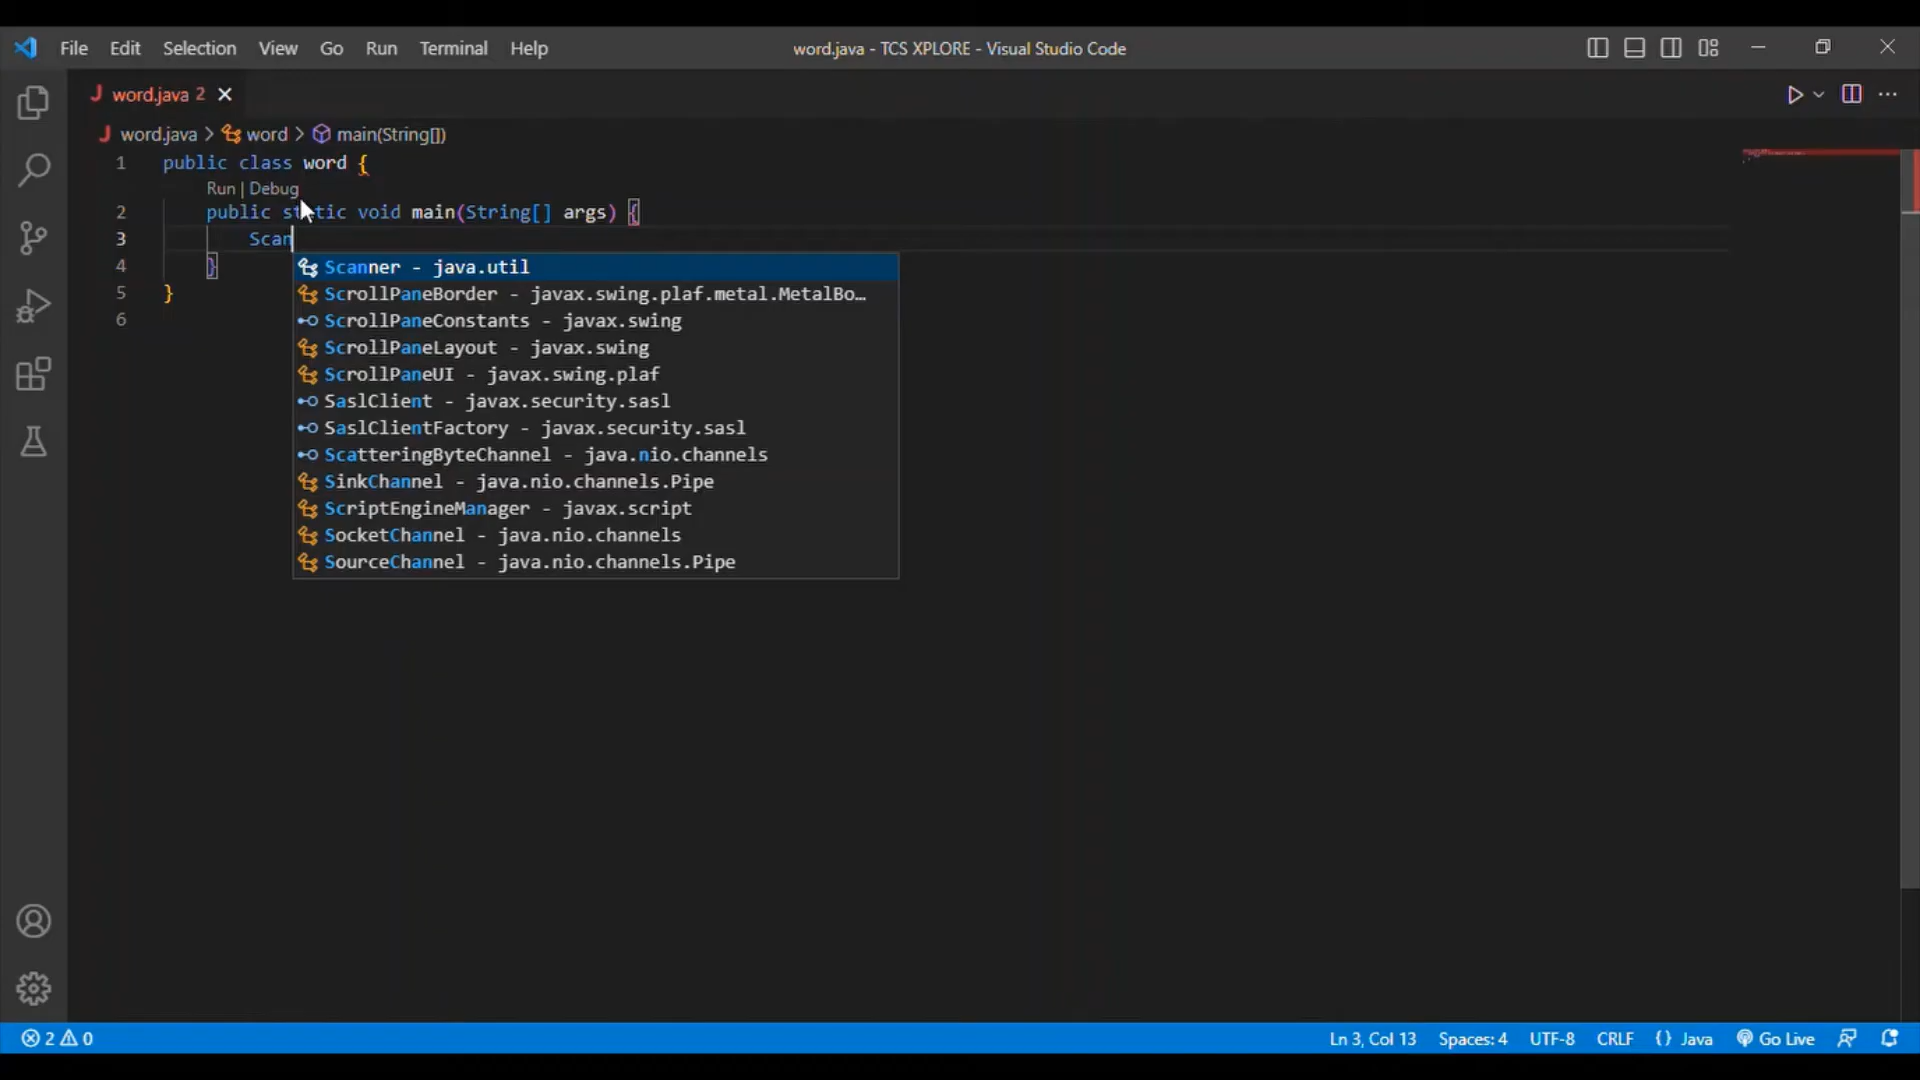 File Edit Selection View Go Run Terminal Help word.java - TCS XPLORE - Visual Studio Code
J word.java 2
J word.java > word > main(String[])
1 public class word {
Run | Debug
2 public static void main(String[] args) {
3 Scan
4 }
5 }
6
Scanner - java.util
ScrollPaneBorder - javax.swing.plaf.metal.MetalBo…
ScrollPaneConstants - javax.swing
ScrollPaneLayout - javax.swing
ScrollPaneUI - javax.swing.plaf
SaslClient - javax.security.sasl
SaslClientFactory - javax.security.sasl
ScatteringByteChannel - java.nio.channels
SinkChannel - java.nio.channels.Pipe
ScriptEngineManager - javax.script
SocketChannel - java.nio.channels
SourceChannel - java.nio.channels.Pipe
2 0 Ln 3, Col 13 Spaces: 4 UTF-8 CRLF {} Java Go Live